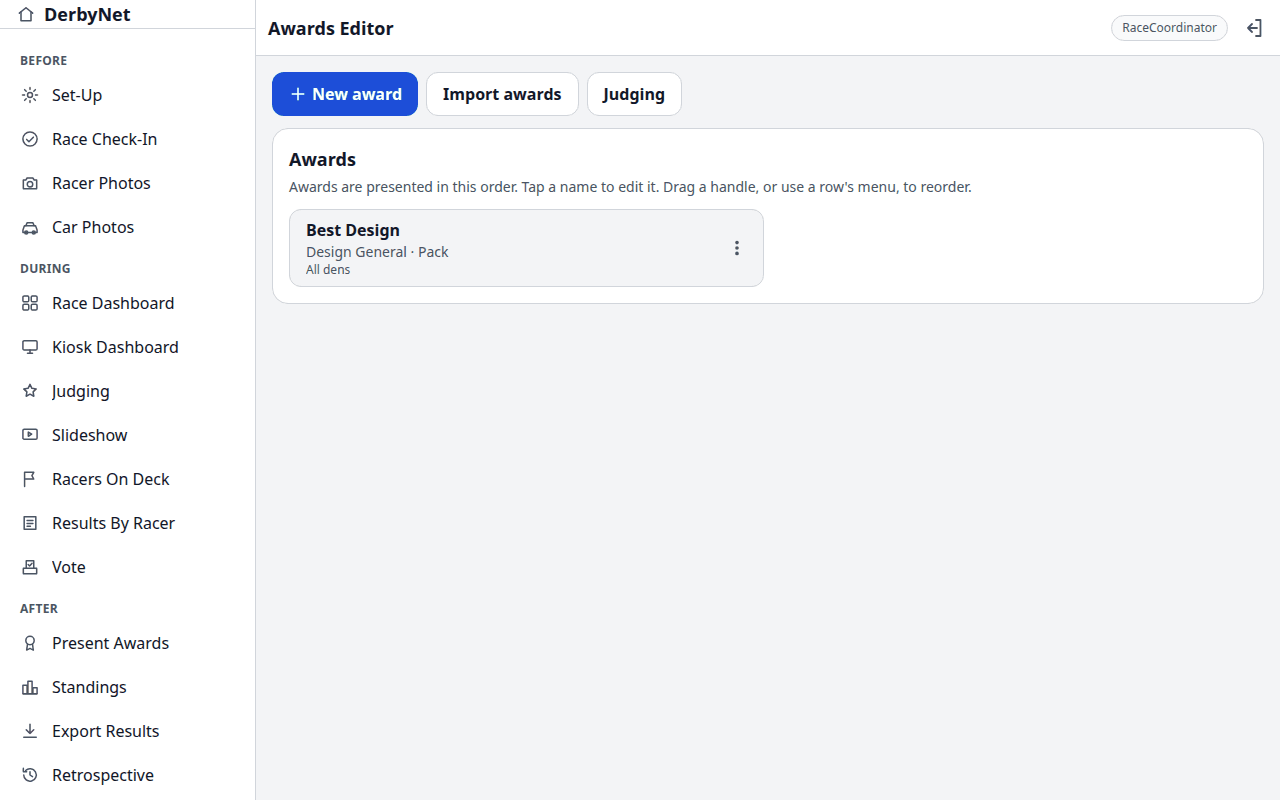 DerbyNet
BEFORE
Set-Up
Race Check-In
Racer Photos
Car Photos
DURING
Race Dashboard
Kiosk Dashboard
Judging
Slideshow
Racers On Deck
Results By Racer
Vote
AFTER
Present Awards
Standings
Export Results
Retrospective
Awards Editor
RaceCoordinator
New award
Import awards
Judging
Awards
Awards are presented in this order. Tap a name to edit it. Drag a handle, or use a row's menu, to reorder.
Best Design
Design General · Pack
All dens